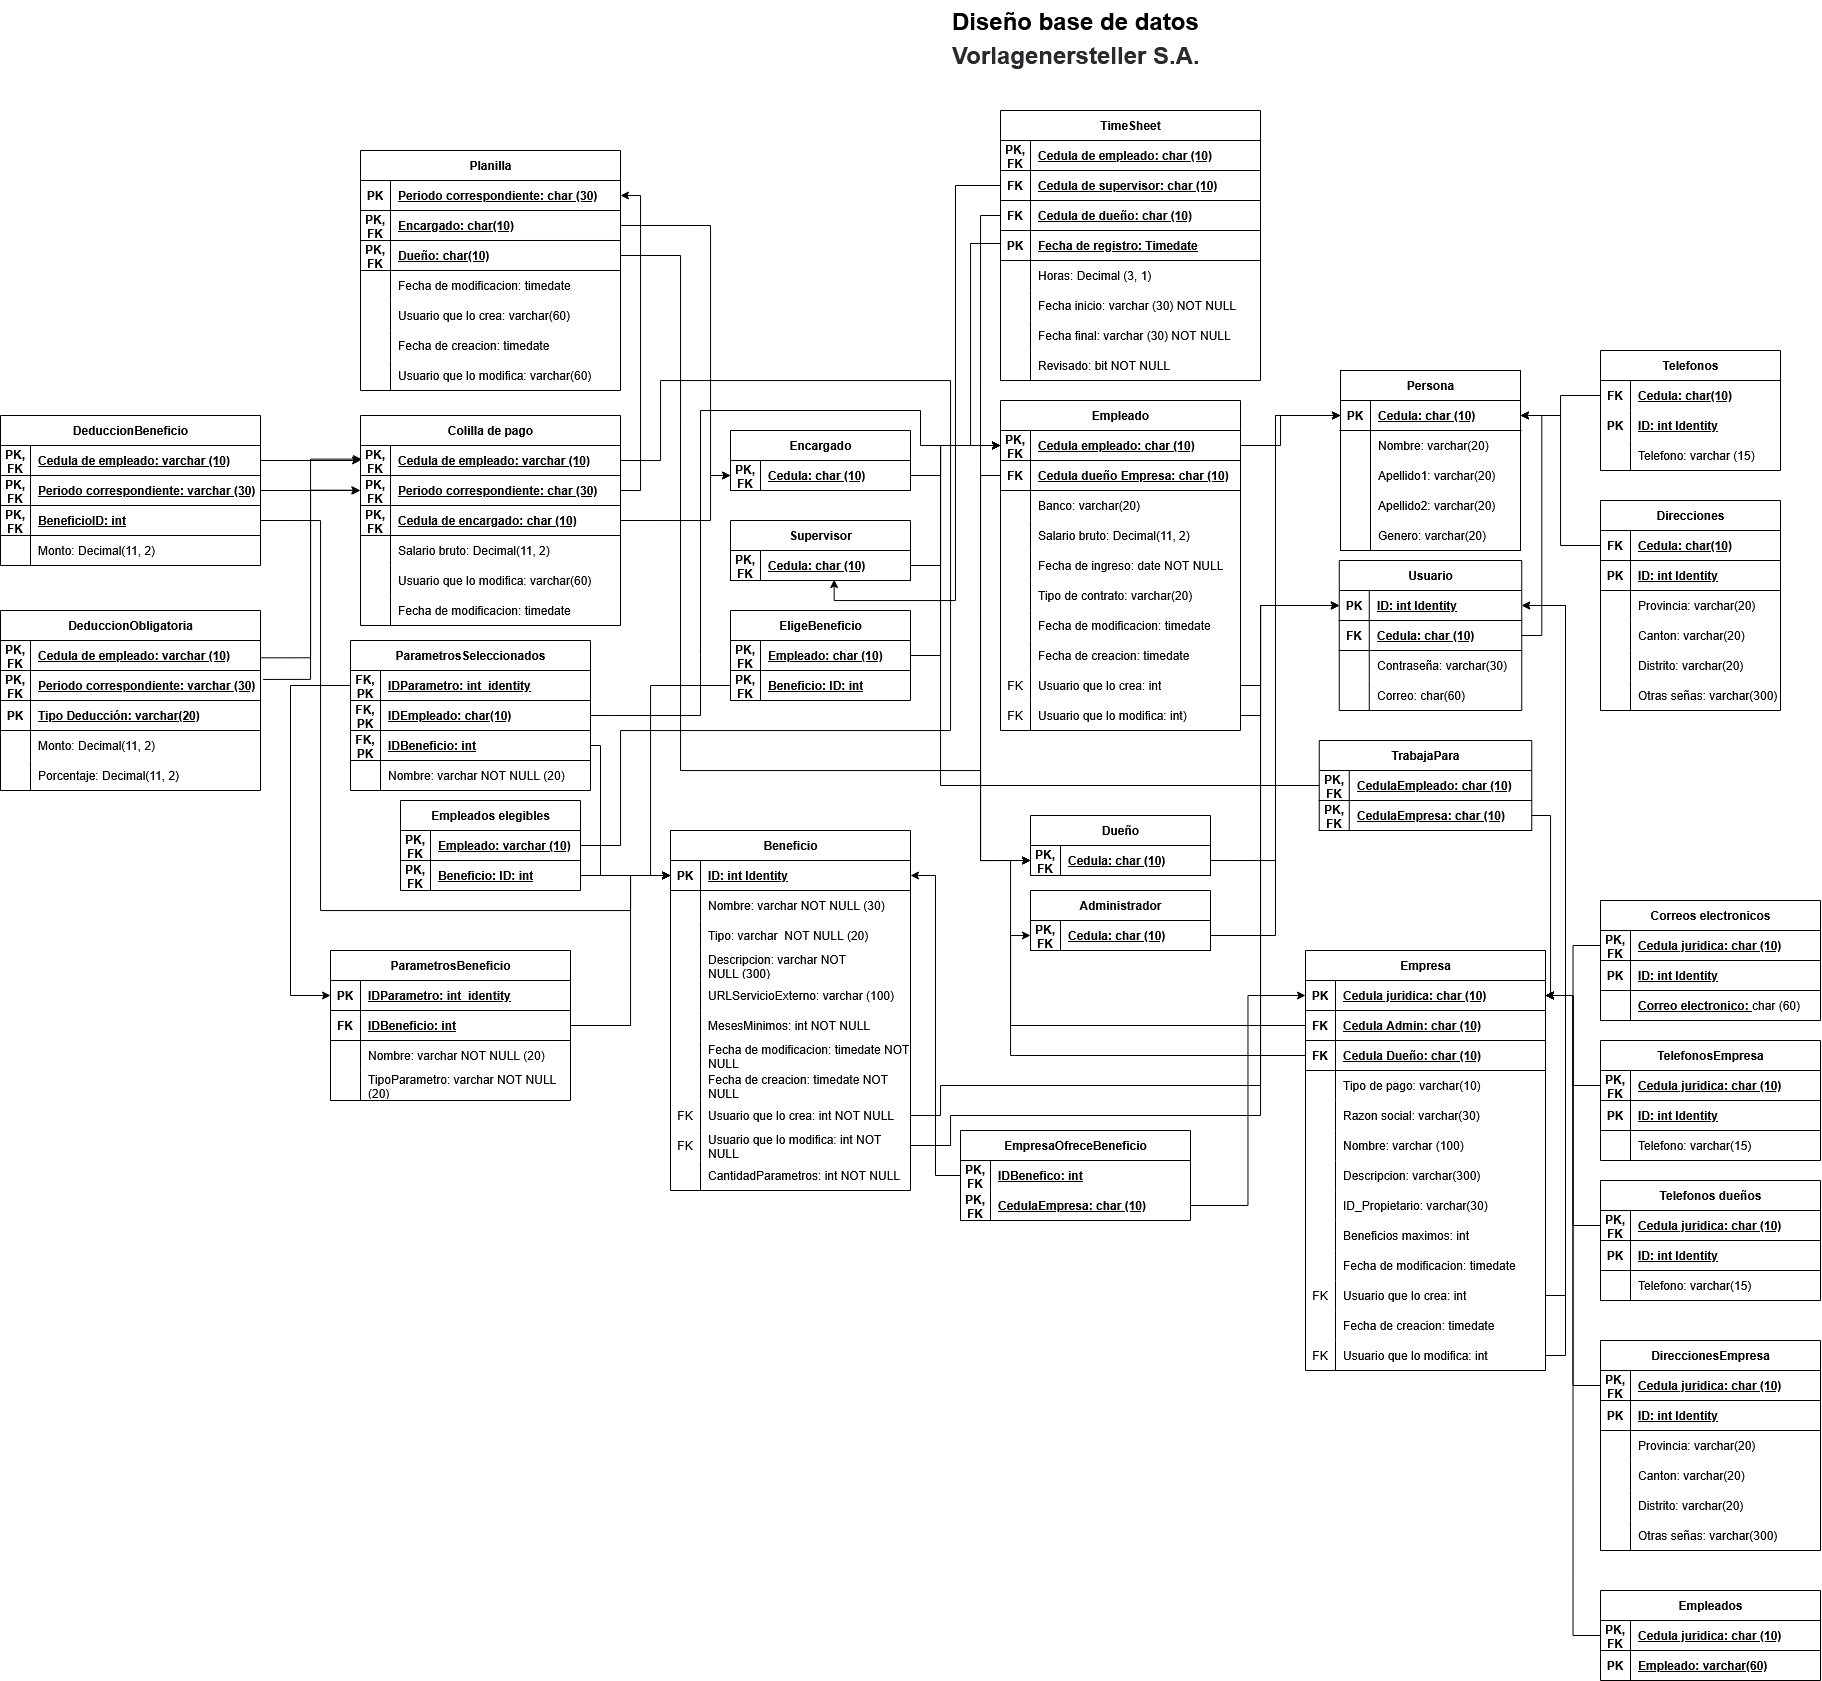 Diseño base de datos
Vorlagenersteller S.A.
TimeSheet
PK, FK Cedula de empleado: char (10)
FK Cedula de supervisor: char (10)
FK Cedula de dueño: char (10)
PK Fecha de registro: Timedate
Horas: Decimal (3, 1)
Fecha inicio: varchar (30) NOT NULL
Fecha final: varchar (30) NOT NULL
Revisado: bit NOT NULL
Planilla
PK Periodo correspondiente: char (30)
PK, FK Encargado: char(10)
PK, FK Dueño: char(10)
Fecha de modificacion: timedate
Usuario que lo crea: varchar(60)
Fecha de creacion: timedate
Usuario que lo modifica: varchar(60)
DeduccionBeneficio
PK, FK Cedula de empleado: varchar (10)
PK, FK Periodo correspondiente: varchar (30)
PK, FK BeneficioID: int
Monto: Decimal(11, 2)
Colilla de pago
PK, FK Cedula de empleado: varchar (10)
PK, FK Periodo correspondiente: char (30)
PK, FK Cedula de encargado: char (10)
Salario bruto: Decimal(11, 2)
Usuario que lo modifica: varchar(60)
Fecha de modificacion: timedate
Encargado
PK, FK Cedula: char (10)
Supervisor
PK, FK Cedula: char (10)
EligeBeneficio
PK, FK Empleado: char (10)
PK, FK Beneficio: ID: int
Empleado
PK, FK Cedula empleado: char (10)
FK Cedula dueño Empresa: char (10)
Banco: varchar(20)
Salario bruto: Decimal(11, 2)
Fecha de ingreso: date NOT NULL
Tipo de contrato: varchar(20)
Fecha de modificacion: timedate
Fecha de creacion: timedate
FK Usuario que lo crea: int
FK Usuario que lo modifica: int)
Persona
PK Cedula: char (10)
Nombre: varchar(20)
Apellido1: varchar(20)
Apellido2: varchar(20)
Genero: varchar(20)
Telefonos
FK Cedula: char(10)
PK ID: int Identity
Telefono: varchar (15)
Direcciones
FK Cedula: char(10)
PK ID: int Identity
Provincia: varchar(20)
Canton: varchar(20)
Distrito: varchar(20)
Otras señas: varchar(300)
Usuario
PK ID: int Identity
FK Cedula: char (10)
Contraseña: varchar(30)
Correo: char(60)
DeduccionObligatoria
PK, FK Cedula de empleado: varchar (10)
PK, FK Periodo correspondiente: varchar (30)
PK Tipo Deducción: varchar(20)
Monto: Decimal(11, 2)
Porcentaje: Decimal(11, 2)
ParametrosSeleccionados
FK, PK IDParametro: int_identity
FK, PK IDEmpleado: char(10)
FK, PK IDBeneficio: int
Nombre: varchar NOT NULL (20)
TrabajaPara
PK, FK CedulaEmpleado: char (10)
PK, FK CedulaEmpresa: char (10)
Empleados elegibles
PK, FK Empleado: varchar (10)
PK, FK Beneficio: ID: int
Beneficio
PK ID: int Identity
Nombre: varchar NOT NULL (30)
Tipo: varchar  NOT NULL (20)
Descripcion: varchar NOT
NULL (300)
URLServicioExterno: varchar (100)
MesesMinimos: int NOT NULL
Fecha de modificacion: timedate NOT
NULL
Fecha de creacion: timedate NOT
NULL
FK Usuario que lo crea: int NOT NULL
FK Usuario que lo modifica: int NOT
NULL
CantidadParametros: int NOT NULL
Dueño
PK, FK Cedula: char (10)
Administrador
PK, FK Cedula: char (10)
ParametrosBeneficio
PK IDParametro: int_identity
FK IDBeneficio: int
Nombre: varchar NOT NULL (20)
TipoParametro: varchar NOT NULL
(20)
EmpresaOfreceBeneficio
PK, FK IDBenefico: int
PK, FK CedulaEmpresa: char (10)
Empresa
PK Cedula juridica: char (10)
FK Cedula Admin: char (10)
FK Cedula Dueño: char (10)
Tipo de pago: varchar(10)
Razon social: varchar(30)
Nombre: varchar (100)
Descripcion: varchar(300)
ID_Propietario: varchar(30)
Beneficios maximos: int
Fecha de modificacion: timedate
FK Usuario que lo crea: int
Fecha de creacion: timedate
FK Usuario que lo modifica: int
Correos electronicos
PK, FK Cedula juridica: char (10)
PK ID: int Identity
Correo electronico: char (60)
TelefonosEmpresa
PK, FK Cedula juridica: char (10)
PK ID: int Identity
Telefono: varchar(15)
Telefonos dueños
PK, FK Cedula juridica: char (10)
PK ID: int Identity
Telefono: varchar(15)
DireccionesEmpresa
PK, FK Cedula juridica: char (10)
PK ID: int Identity
Provincia: varchar(20)
Canton: varchar(20)
Distrito: varchar(20)
Otras señas: varchar(300)
Empleados
PK, FK Cedula juridica: char (10)
PK Empleado: varchar(60)